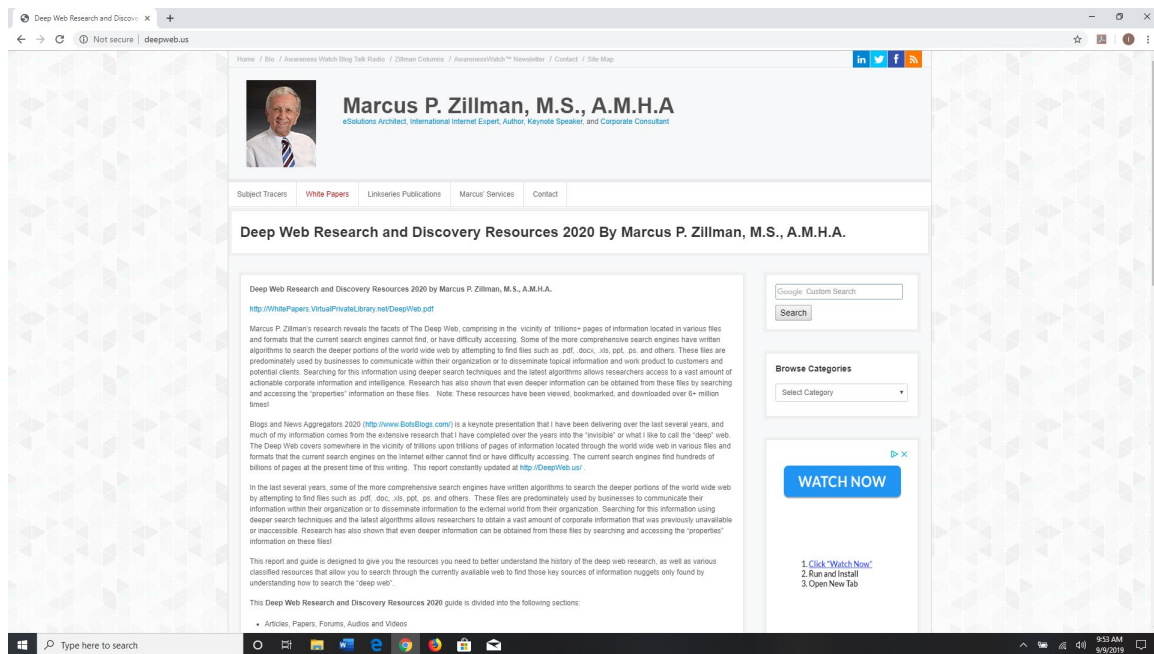 Deep Web Research and Discove
Not secure | deepweb.us
Home / Bio / Awareness Watch Blog Talk Radio / Zillman Columns / AwarenessWatch™ Newsletter / Contact / Site Map
Marcus P. Zillman, M.S., A.M.H.A
eSolutions Architect, International Internet Expert, Author, Keynote Speaker, and Corporate Consultant
Subject Tracers White Papers Linkseries Publications Marcus' Services Contact
Deep Web Research and Discovery Resources 2020 By Marcus P. Zillman, M.S., A.M.H.A.
Deep Web Research and Discovery Resources 2020 by Marcus P. Zillman, M.S., A.M.H.A.
http://WhitePapers.VirtualPrivateLibrary.net/DeepWeb.pdf
Marcus P. Zillman's research reveals the facets of The Deep Web, comprising in the vicinity of trillions+ pages of information located in various files
and formats that the current search engines cannot find, or have difficulty accessing. Some of the more comprehensive search engines have written
algorithms to search the deeper portions of the world wide web by attempting to find files such as .pdf, .docx, .xls, ppt, .ps. and others. These files are
predominately used by businesses to communicate within their organization or to disseminate topical information and work product to customers and
potential clients. Searching for this information using deeper search techniques and the latest algorithms allows researchers access to a vast amount of
actionable corporate information and intelligence. Research has also shown that even deeper information can be obtained from these files by searching
and accessing the "properties" information on these files. Note: These resources have been viewed, bookmarked, and downloaded over 6+ million
times!
Blogs and News Aggregators 2020 (http://www.BotsBlogs.com/) is a keynote presentation that I have been delivering over the last several years, and
much of my information comes from the extensive research that I have completed over the years into the "invisible" or what I like to call the "deep" web.
The Deep Web covers somewhere in the vicinity of trillions upon trillions of pages of information located through the world wide web in various files and
formats that the current search engines on the Internet either cannot find or have difficulty accessing. The current search engines find hundreds of
billions of pages at the present time of this writing. This report constantly updated at http://DeepWeb.us/ .
In the last several years, some of the more comprehensive search engines have written algorithms to search the deeper portions of the world wide web
by attempting to find files such as .pdf, .doc, .xls, ppt, .ps. and others. These files are predominately used by businesses to communicate their
information within their organization or to disseminate information to the external world from their organization. Searching for this information using
deeper search techniques and the latest algorithms allows researchers to obtain a vast amount of corporate information that was previously unavailable
or inaccessible. Research has also shown that even deeper information can be obtained from these files by searching and accessing the "properties"
information on these files!
This report and guide is designed to give you the resources you need to better understand the history of the deep web research, as well as various
classified resources that allow you to search through the currently available web to find those key sources of information nuggets only found by
understanding how to search the "deep web".
This Deep Web Research and Discovery Resources 2020 guide is divided into the following sections:
• Articles, Papers, Forums, Audios and Videos
Google Custom Search
Search
Browse Categories
Select Category
WATCH NOW
1. Click "Watch Now"
2. Run and Install
3. Open New Tab
Type here to search
9:53 AM
9/9/2019